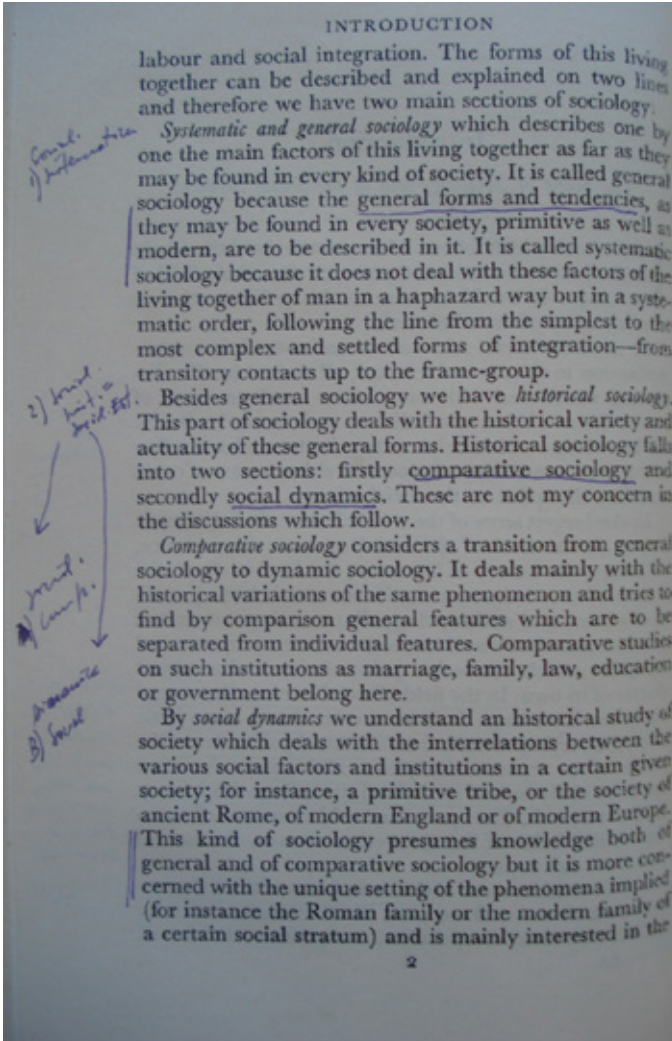 INTRODUCTION
labour and social integration. The forms of this living
together can be described and explained on two lines
and therefore we have two main sections of sociology.
Systematic and general sociology which describes one by
one the main factors of this living together as far as they
may be found in every kind of society. It is called general
sociology because the general forms and tendencies, as
they may be found in every society, primitive as well as
modern, are to be described in it. It is called systematic
sociology because it does not deal with these factors of the
living together of man in a haphazard way but in a syste-
matic order, following the line from the simplest to the
most complex and settled forms of integration—from
transitory contacts up to the frame-group.
Besides general sociology we have historical sociology.
This part of sociology deals with the historical variety and
actuality of these general forms. Historical sociology falls
into two sections: firstly comparative sociology and
secondly social dynamics. These are not my concern in
the discussions which follow.
Comparative sociology considers a transition from general
sociology to dynamic sociology. It deals mainly with the
historical variations of the same phenomenon and tries to
find by comparison general features which are to be
separated from individual features. Comparative studies
on such institutions as marriage, family, law, education
or government belong here.
By social dynamics we understand an historical study of
society which deals with the interrelations between the
various social factors and institutions in a certain given
society; for instance, a primitive tribe, or the society of
ancient Rome, of modern England or of modern Europe.
This kind of sociology presumes knowledge both of
general and of comparative sociology but it is more con-
cerned with the unique setting of the phenomena implied
(for instance the Roman family or the modern family of
a certain social stratum) and is mainly interested in the
2
1)
2)
B)